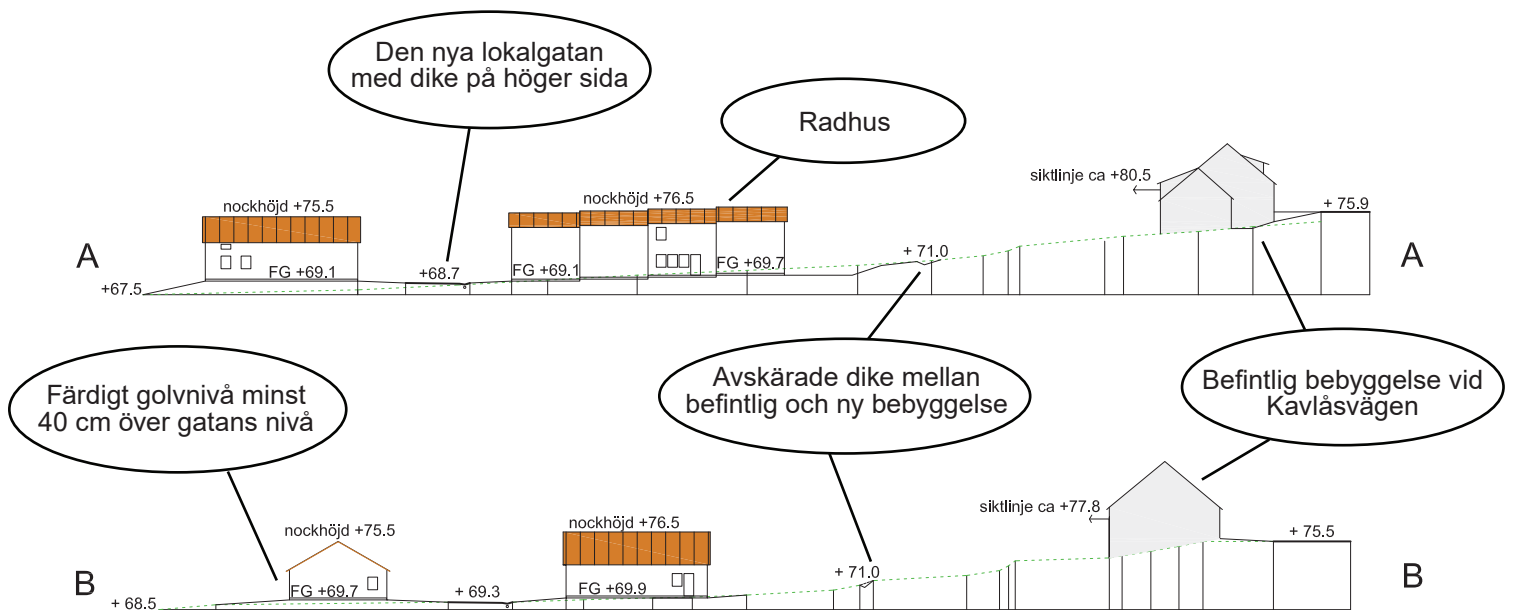 Den nya lokalgatan
med dike på höger sida
Radhus
siktlinje ca +80.5
nockhöjd +75.5
nockhöjd +76.5
+ 75.9
A
FG +69.1
+68.7
FG +69.1
FG +69.7
+ 71.0
A
+67.5
Färdigt golvnivå minst
40 cm över gatans nivå
Avskärade dike mellan
befintlig och ny bebyggelse
Befintlig bebyggelse vid
Kavlåsvägen
siktlinje ca +77.8
nockhöjd +75.5
nockhöjd +76.5
+ 75.5
B
FG +69.7
+ 69.3
FG +69.9
+ 71.0
B
+ 68.5